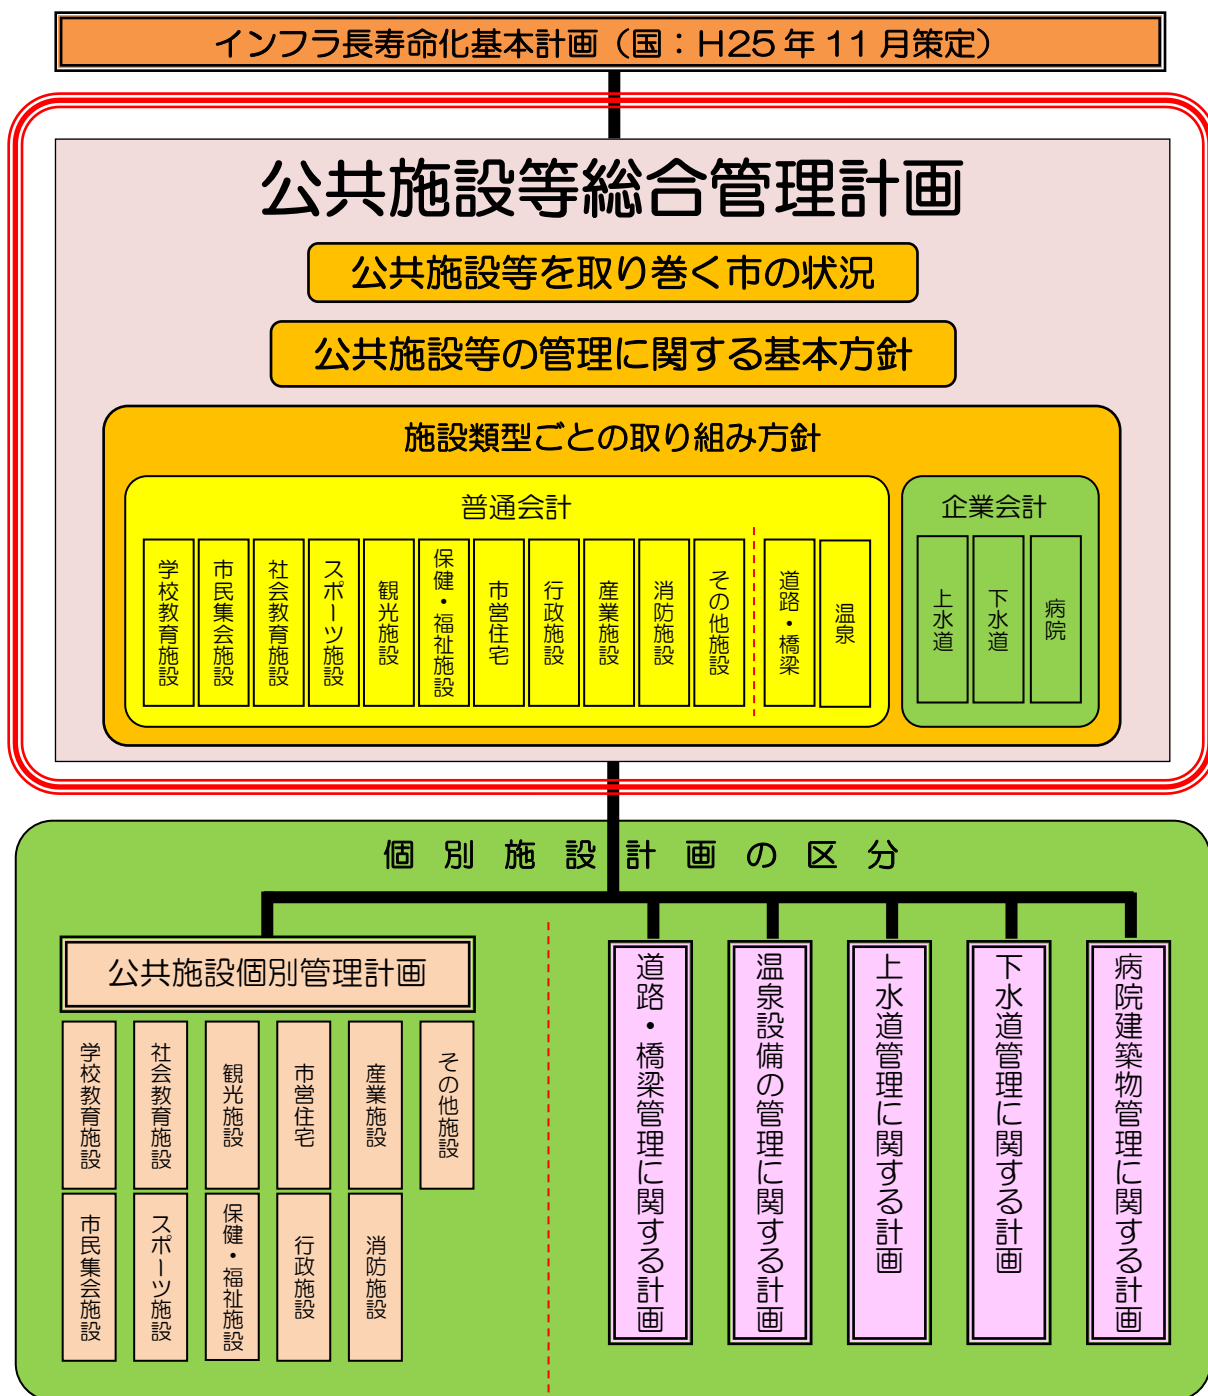 インフラ長寿命化基本計画（国：H25年11月策定）
公共施設等総合管理計画
公共施設等を取り巻く市の状況
公共施設等の管理に関する基本方針
施設類型ごとの取り組み方針
普通会計
学校教育施設
市民集会施設
社会教育施設
スポーツ施設
観光施設
保健・福祉施設
市営住宅
行政施設
産業施設
消防施設
その他施設
道路・橋梁
温泉
企業会計
上水道
下水道
病院
個別施設計画の区分
公共施設個別管理計画
学校教育施設
社会教育施設
観光施設
市営住宅
産業施設
その他施設
市民集会施設
スポーツ施設
保健・福祉施設
行政施設
消防施設
道路・橋梁管理に関する計画
温泉設備の管理に関する計画
上水道管理に関する計画
下水道管理に関する計画
病院建築物管理に関する計画